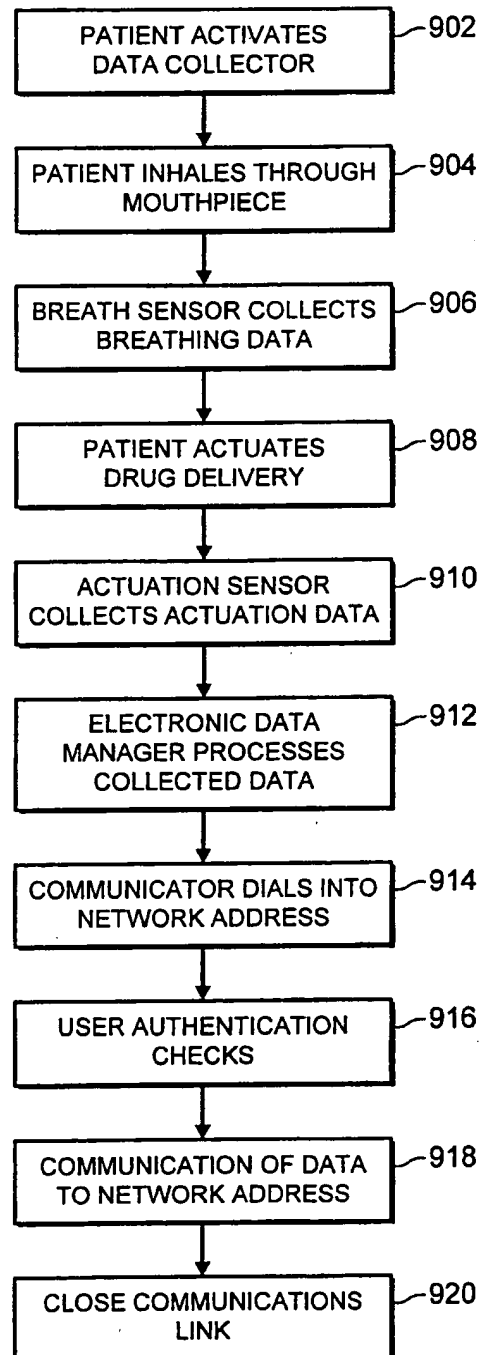 PATIENT ACTIVATES
DATA COLLECTOR
902
PATIENT INHALES THROUGH
MOUTHPIECE
904
BREATH SENSOR COLLECTS
BREATHING DATA
906
PATIENT ACTUATES
DRUG DELIVERY
908
ACTUATION SENSOR
COLLECTS ACTUATION DATA
910
ELECTRONIC DATA
MANAGER PROCESSES
COLLECTED DATA
912
COMMUNICATOR DIALS INTO
NETWORK ADDRESS
914
USER AUTHENTICATION
CHECKS
916
COMMUNICATION OF DATA
TO NETWORK ADDRESS
918
CLOSE COMMUNICATIONS
LINK
920